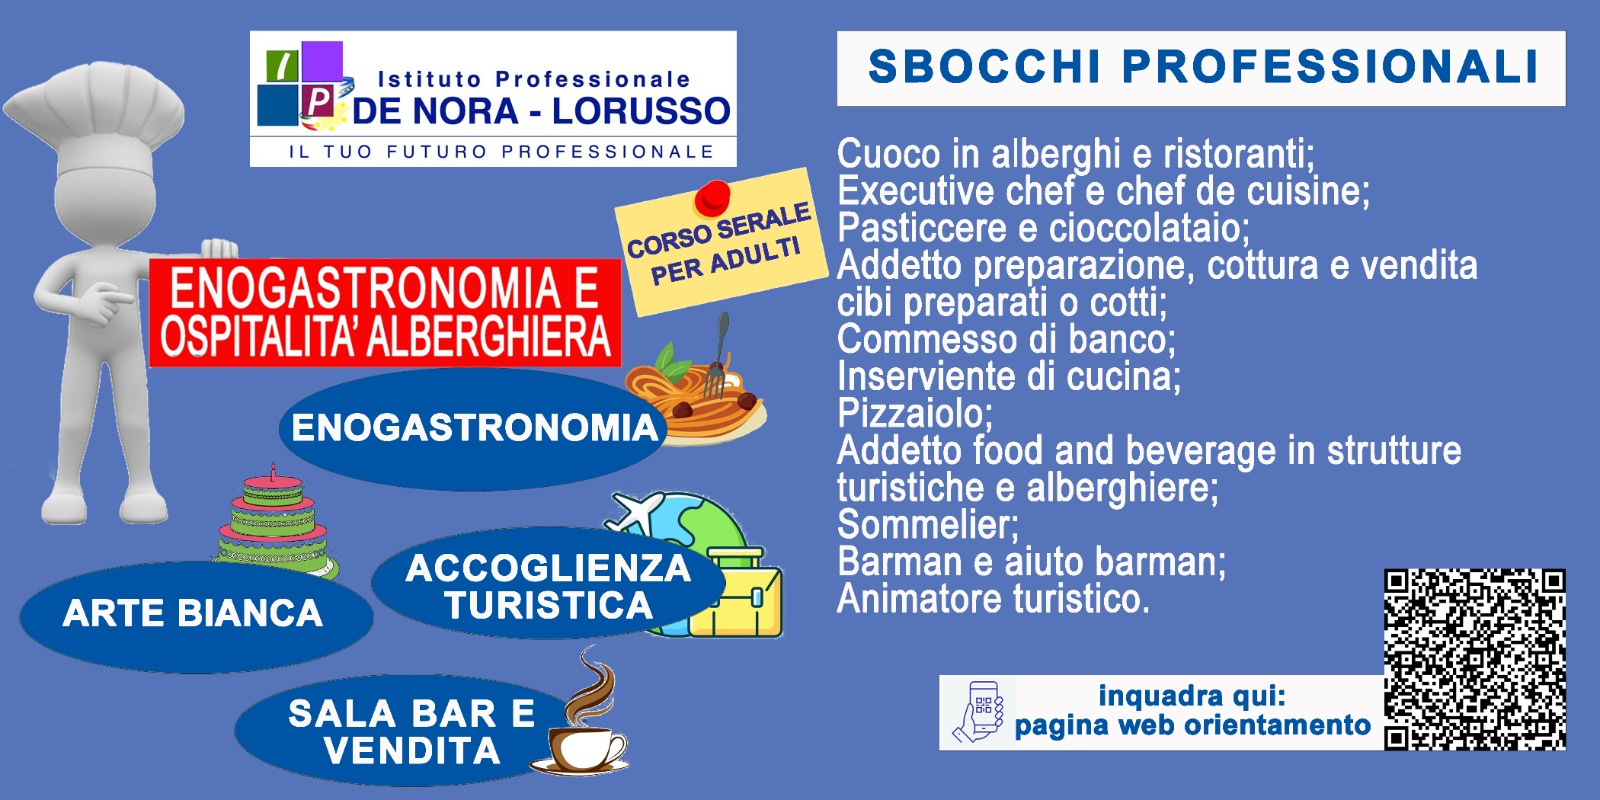 I
P
Istituto Professionale
DE NORA - LORUSSO
IL TUO FUTURO PROFESSIONALE
CORSO SERALE
PER ADULTI
ENOGASTRONOMIA E
OSPITALITA' ALBERGHIERA
ENOGASTRONOMIA
ACCOGLIENZA
TURISTICA
ARTE BIANCA
SALA BAR E
VENDITA
SBOCCHI PROFESSIONALI
Cuoco in alberghi e ristoranti;
Executive chef e chef de cuisine;
Pasticcere e cioccolataio;
Addetto preparazione, cottura e vendita
cibi preparati o cotti;
Commesso di banco;
Inserviente di cucina;
Pizzaiolo;
Addetto food and beverage in strutture
turistiche e alberghiere;
Sommelier;
Barman e aiuto barman;
Animatore turistico.
inquadra qui:
pagina web orientamento